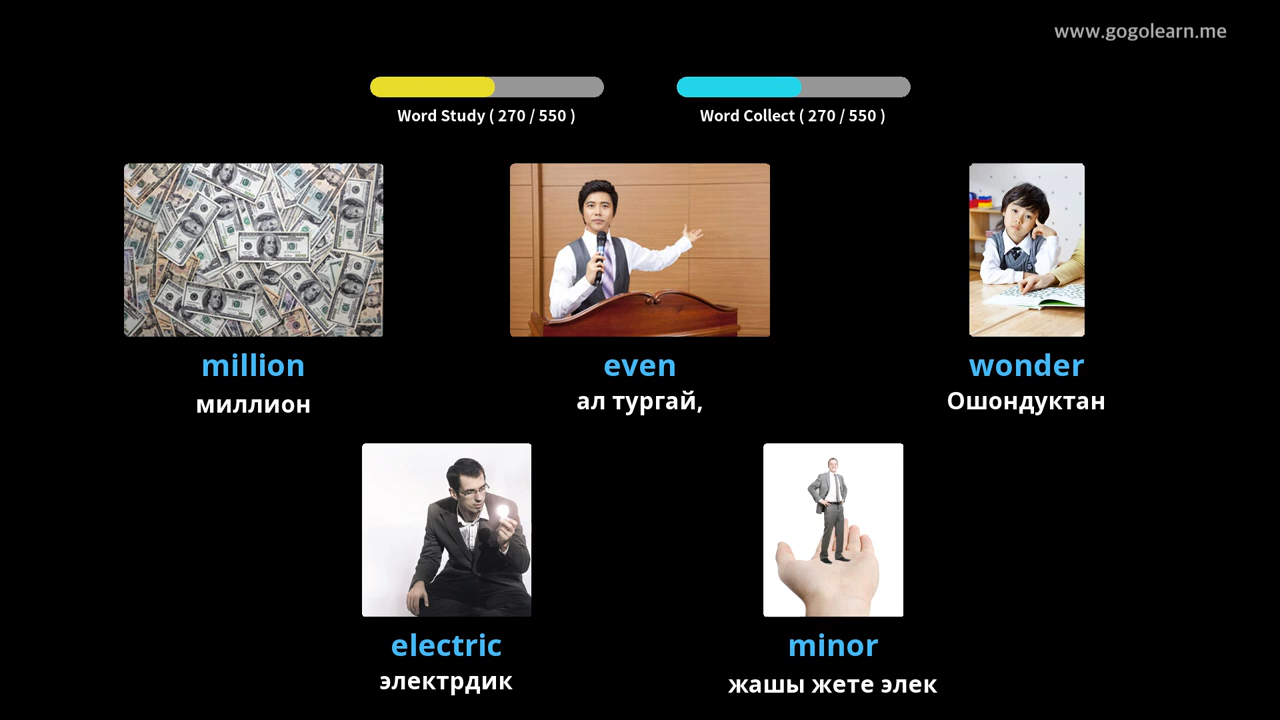 www.gogolearn.me
Word Study ( 270 / 550 )
Word Collect ( 270 / 550 )
million
миллион
even
ал тургай,
wonder
Ошондуктан
electric
электрдик
minor
жашы жете элек